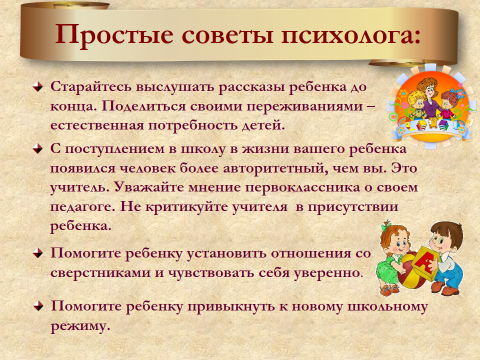 Простые советы психолога:
Старайтесь выслушать рассказы ребенка до
конца. Поделиться своими переживаниями –
естественная потребность детей.
С поступлением в школу в жизни вашего ребенка
появился человек более авторитетный, чем вы. Это
учитель. Уважайте мнение первоклассника о своем
педагоге. Не критикуйте учителя в присутствии
ребенка.
Помогите ребенку установить отношения со
сверстниками и чувствовать себя уверенно.
Помогите ребенку привыкнуть к новому школьному
режиму.